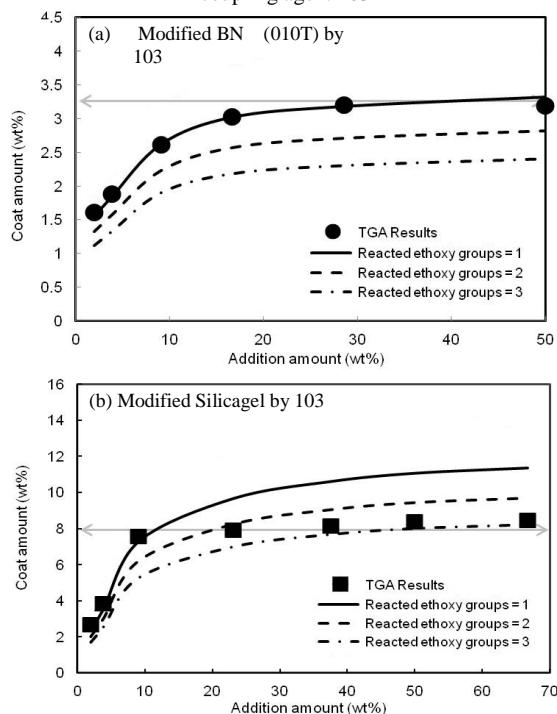 (a) Modified BN (010T) by
103
4.5
4
3.5
3
2.5
2
1.5
1
0.5
0
Coat amount (wt%)
TGA Results
Reacted ethoxy groups = 1
Reacted ethoxy groups = 2
Reacted ethoxy groups = 3
0 10 20 30 40 50
Addition amount (wt%)
(b) Modified Silicagel by 103
16
14
12
10
8
6
4
2
0
Coat amount (wt%)
TGA Results
Reacted ethoxy groups = 1
Reacted ethoxy groups = 2
Reacted ethoxy groups = 3
0 10 20 30 40 50 60 70
Addition amount (wt%)